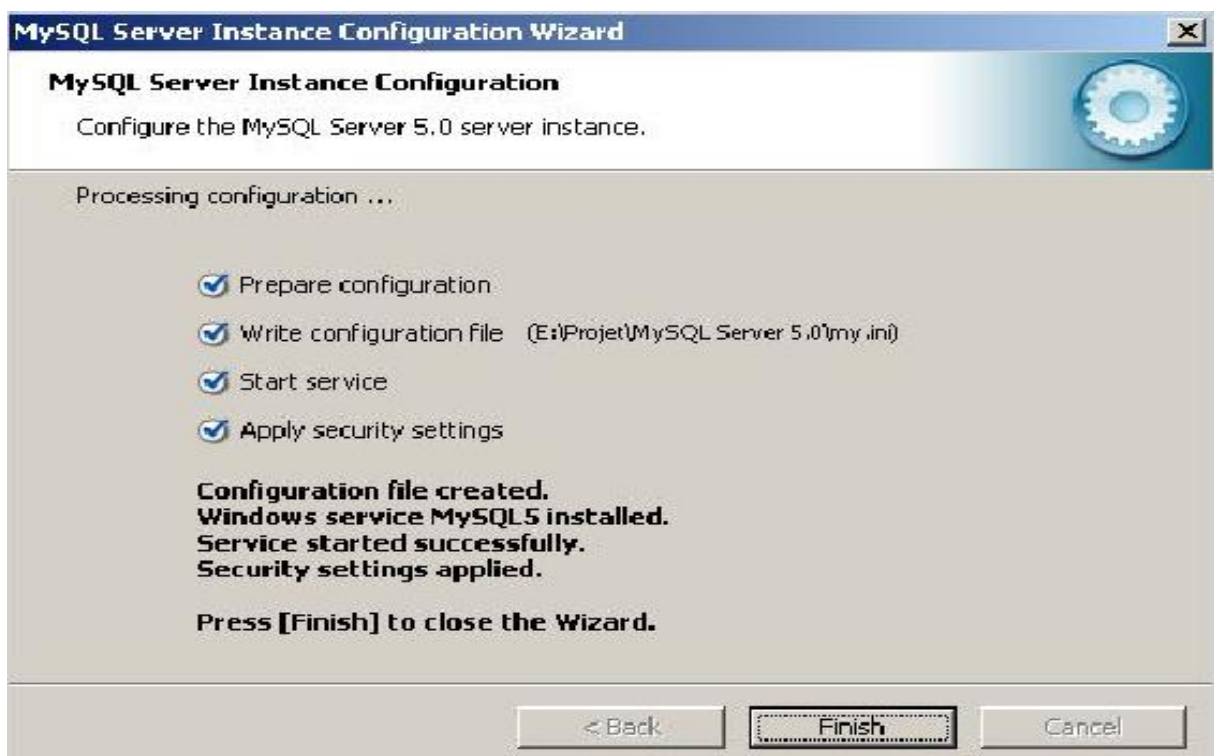 MySQL Server Instance Configuration Wizard
MySQL Server Instance Configuration
Configure the MySQL Server 5.0 server instance.
Processing configuration ...
Prepare configuration
Write configuration file (E:\Projet\MySQL Server 5.0\my.ini)
Start service
Apply security settings
Configuration file created.
Windows service MySQL5 installed.
Service started successfully.
Security settings applied.
Press [Finish] to close the Wizard.
< Back Finish Cancel